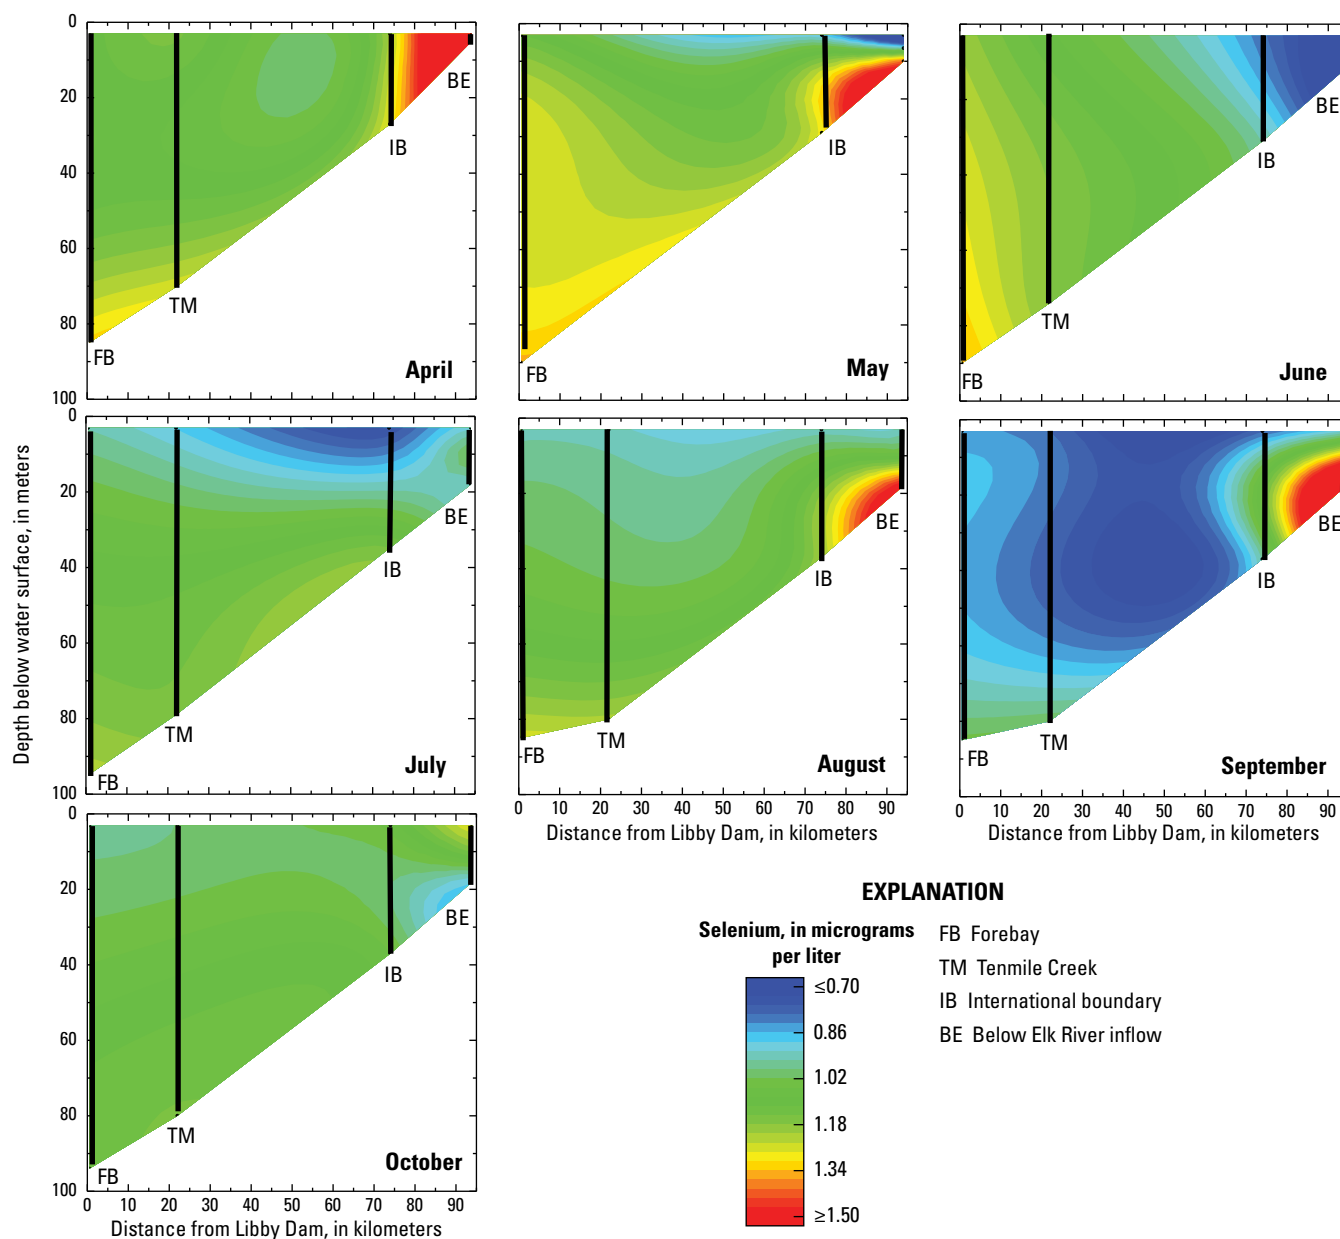 0
20
40
60
80
100
FB
TM
IB
BE
April
FB
IB
May
FB
TM
IB
BE
June
Depth below water surface, in meters
0
20
40
60
80
100
FB
TM
IB
BE
July
FB
TM
IB
BE
August
0 10 20 30 40 50 60 70 80 90
Distance from Libby Dam, in kilometers
FB
TM
IB
BE
September
0 10 20 30 40 50 60 70 80 90
Distance from Libby Dam, in kilometers
0
20
40
60
80
100
FB
TM
IB
BE
October
0 10 20 30 40 50 60 70 80 90
Distance from Libby Dam, in kilometers
EXPLANATION
Selenium, in micrograms
per liter
≤0.70
0.86
1.02
1.18
1.34
≥1.50
FB Forebay
TM Tenmile Creek
IB International boundary
BE Below Elk River inflow